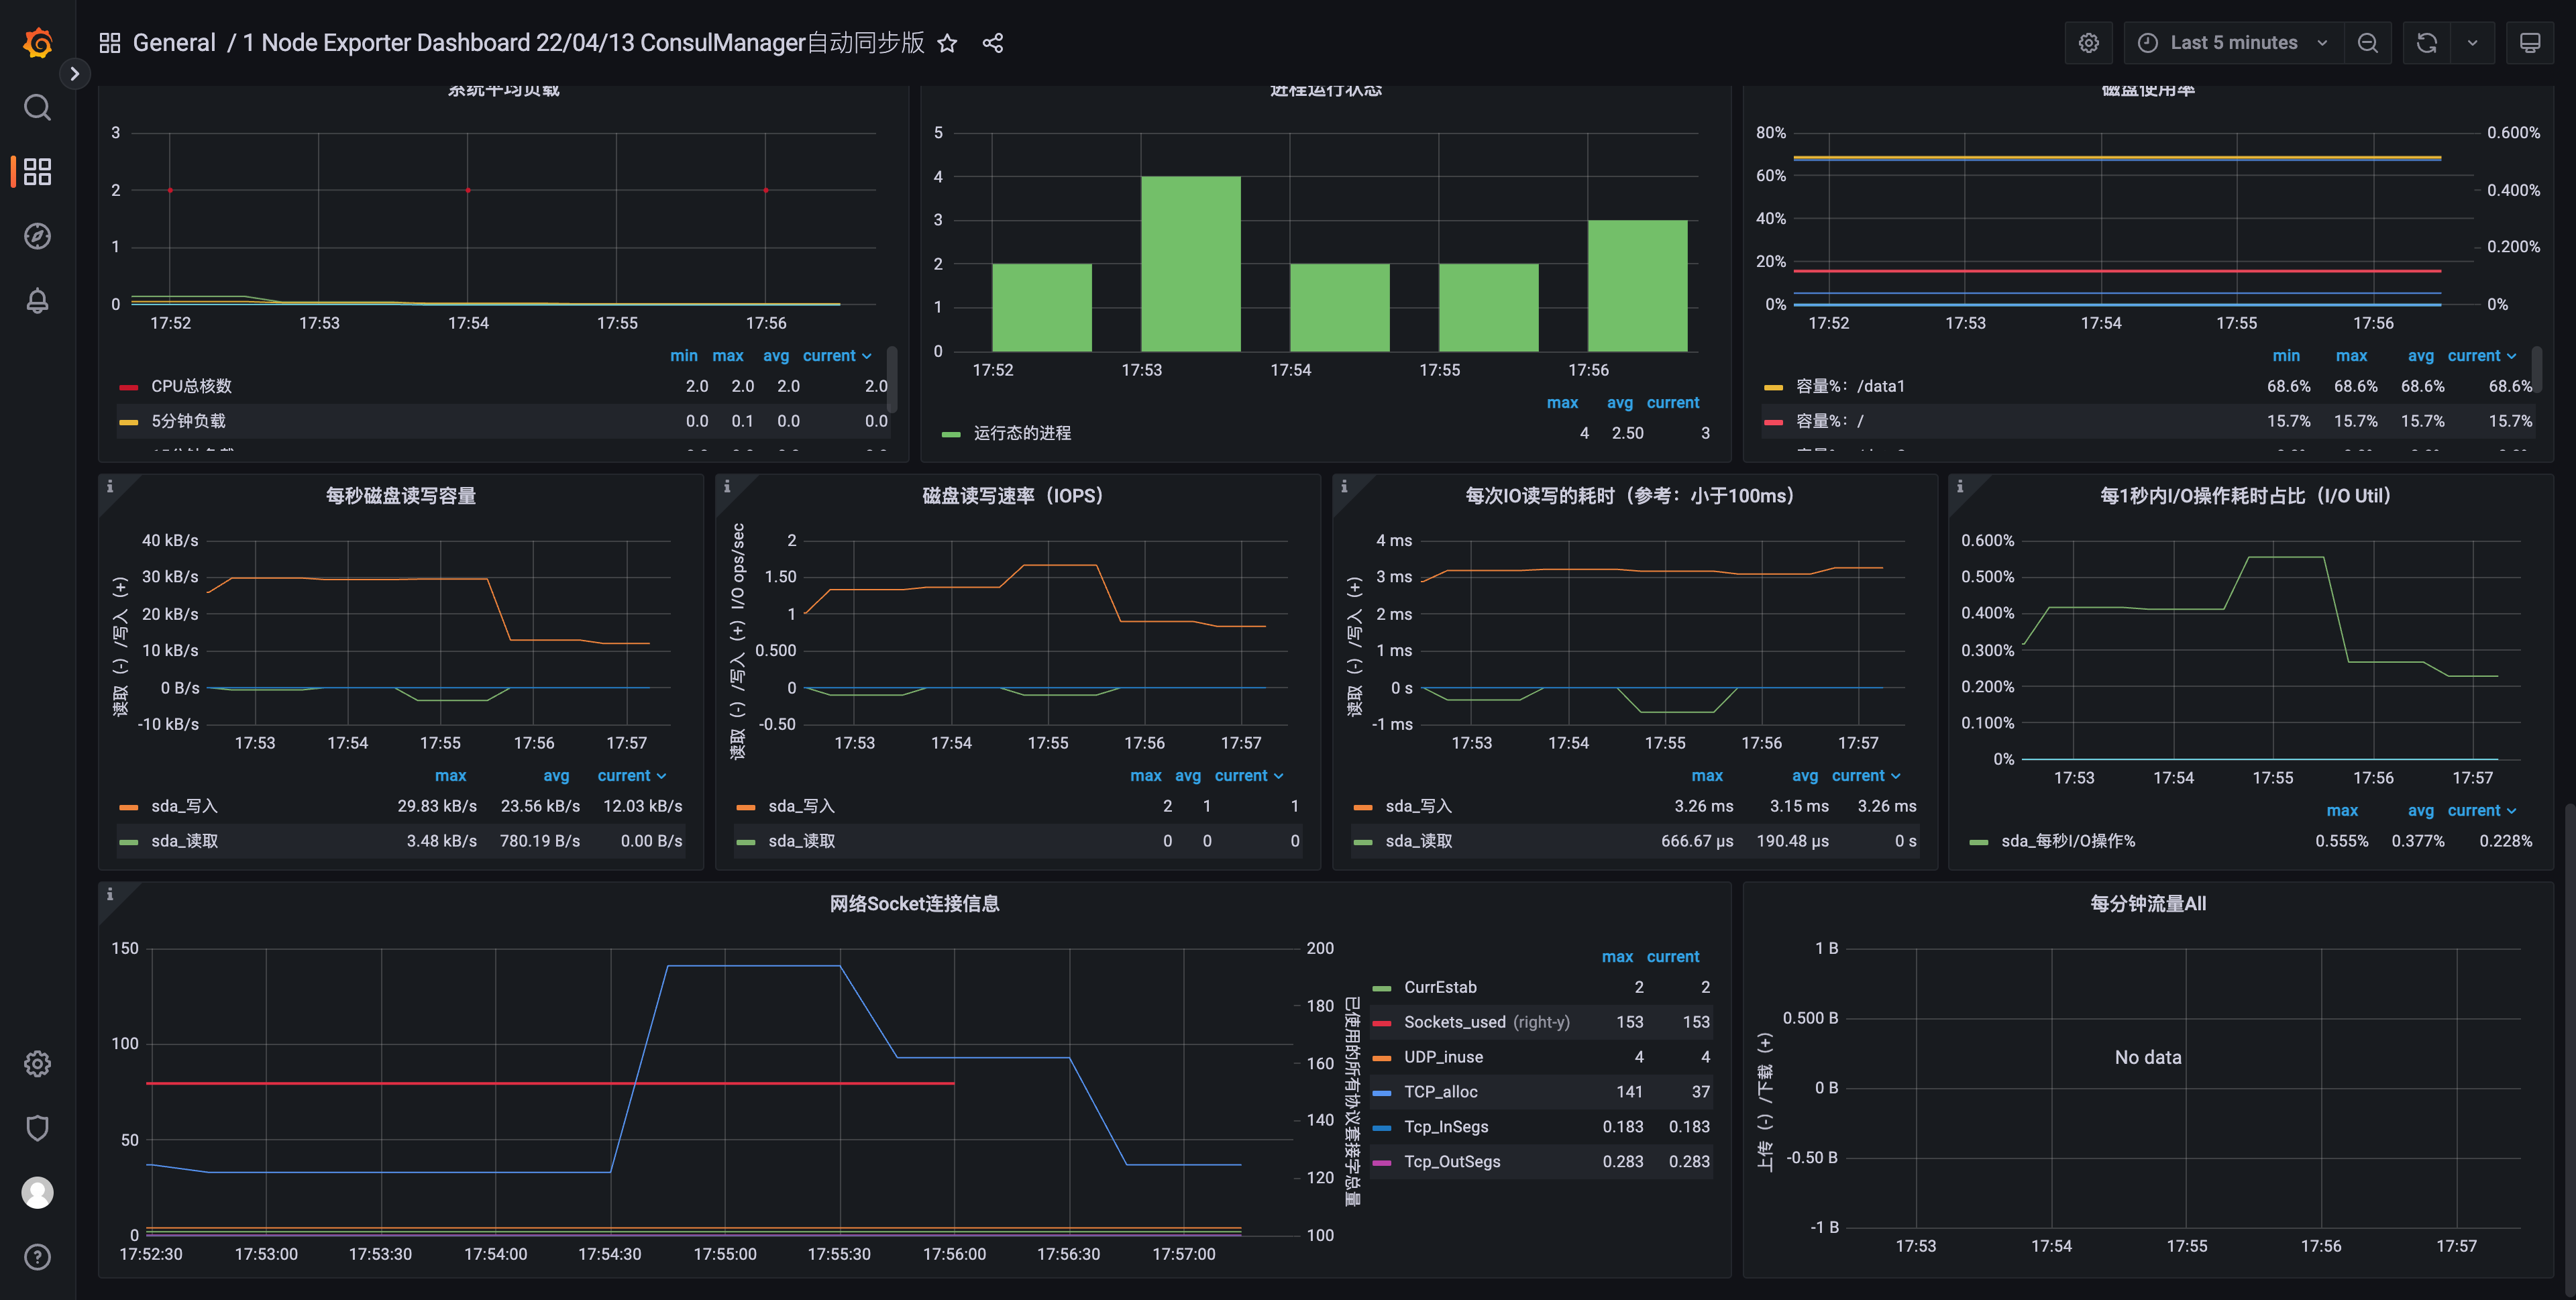 General / 1 Node Exporter Dashboard 22/04/13 ConsulManager自动同步版
Last 5 minutes
系统平均负载
3
2
1
0
17:52 17:53 17:54 17:55 17:56
min max avg current
CPU总核数 2.0 2.0 2.0 2.0
5分钟负载 0.0 0.1 0.0 0.0
进程运行状态
5
4
3
2
1
0
17:52 17:53 17:54 17:55 17:56
max avg current
运行态的进程 4 2.50 3
磁盘使用率
80% 0.600%
60% 0.400%
40% 0.200%
20%
0% 0%
17:52 17:53 17:54 17:55 17:56
min max avg current
容量%：/data1 68.6% 68.6% 68.6% 68.6%
容量%：/ 15.7% 15.7% 15.7% 15.7%
每秒磁盘读写容量
读取（-）/写入（+）
40 kB/s
30 kB/s
20 kB/s
10 kB/s
0 B/s
-10 kB/s
17:53 17:54 17:55 17:56 17:57
max avg current
sda_写入 29.83 kB/s 23.56 kB/s 12.03 kB/s
sda_读取 3.48 kB/s 780.19 B/s 0.00 B/s
磁盘读写速率（IOPS）
读取（-）/写入（+）I/O ops/sec
2
1.50
1
0.500
0
-0.50
17:53 17:54 17:55 17:56 17:57
max avg current
sda_写入 2 1 1
sda_读取 0 0 0
每次IO读写的耗时（参考：小于100ms）
读取（-）/写入（+）
4 ms
3 ms
2 ms
1 ms
0 s
-1 ms
17:53 17:54 17:55 17:56 17:57
max avg current
sda_写入 3.26 ms 3.15 ms 3.26 ms
sda_读取 666.67 µs 190.48 µs 0 s
每1秒内I/O操作耗时占比（I/O Util）
0.600%
0.500%
0.400%
0.300%
0.200%
0.100%
0%
17:53 17:54 17:55 17:56 17:57
max avg current
sda_每秒I/O操作% 0.555% 0.377% 0.228%
网络Socket连接信息
150
100
50
0
200
180
160
140
120
100
已使用的所有协议套接字总量
17:52:30 17:53:00 17:53:30 17:54:00 17:54:30 17:55:00 17:55:30 17:56:00 17:56:30 17:57:00
max current
CurrEstab 2 2
Sockets_used (right-y) 153 153
UDP_inuse 4 4
TCP_alloc 141 37
Tcp_InSegs 0.183 0.183
Tcp_OutSegs 0.283 0.283
每分钟流量All
上传（-）/下载（+）
1 B
0.500 B
0 B
-0.50 B
-1 B
No data
17:53 17:54 17:55 17:56 17:57